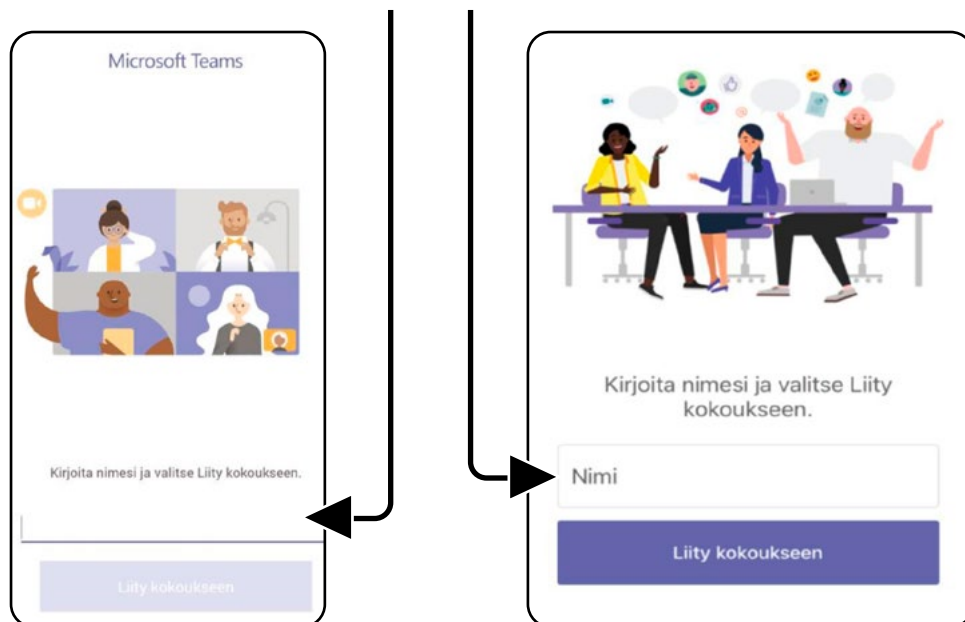 Microsoft Teams
Kirjoita nimesi ja valitse Liity kokoukseen.
Liity kokoukseen
Kirjoita nimesi ja valitse Liity
kokoukseen.
Nimi
Liity kokoukseen